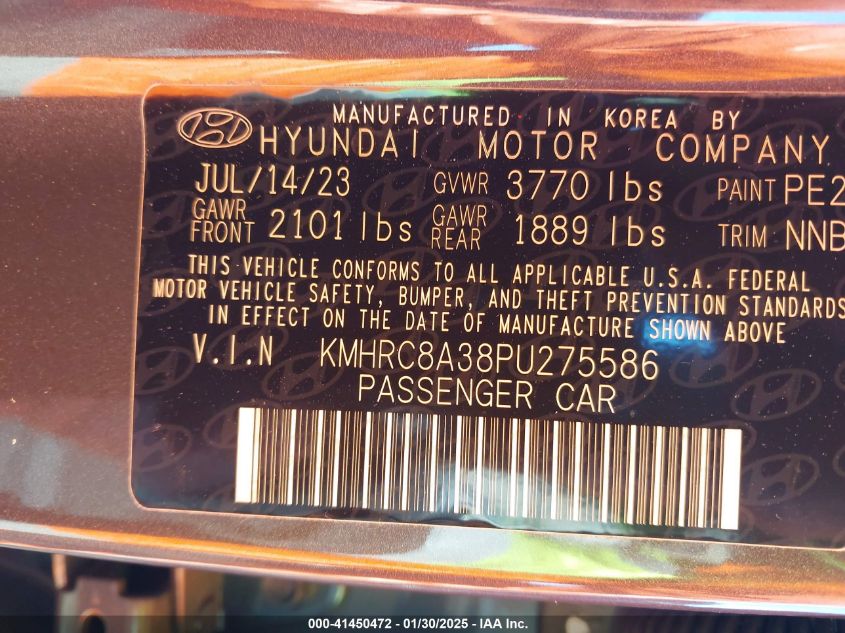 MANUFACTURED IN KOREA BY
HYUNDAI MOTOR COMPANY
JUL/14/23 GVWR 3770 lbs PAINT PE2
GAWR FRONT 2101 lbs GAWR REAR 1889 lbs TRIM NNB
THIS VEHICLE CONFORMS TO ALL APPLICABLE U.S.A. FEDERAL
MOTOR VEHICLE SAFETY, BUMPER, AND THEFT PREVENTION STANDARDS
IN EFFECT ON THE DATE OF MANUFACTURE SHOWN ABOVE
V.I.N KMHRC8A38PU275586
PASSENGER CAR
000-41450472 - 01/30/2025 - IAA Inc.